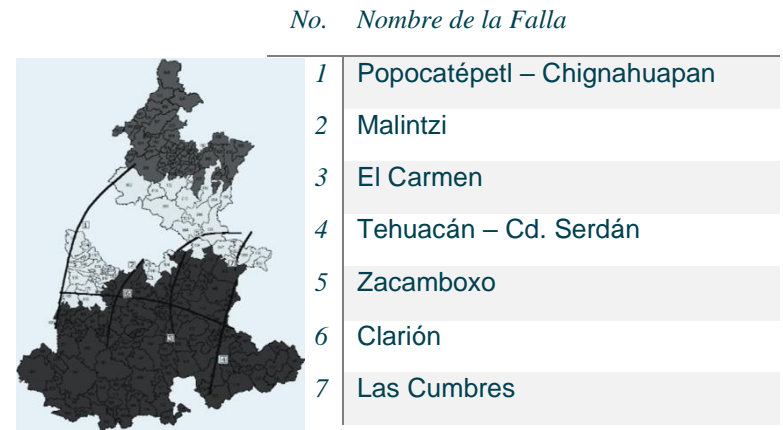 No. Nombre de la Falla
1 Popocatépetl – Chignahuapan
2 Malintzi
3 El Carmen
4 Tehuacán – Cd. Serdán
5 Zacamboxo
6 Clarión
7 Las Cumbres